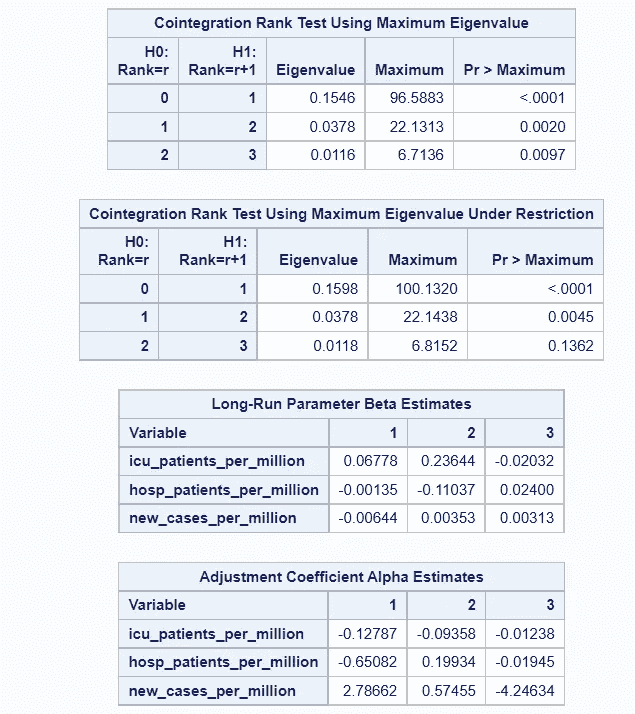 Cointegration Rank Test Using Maximum Eigenvalue
H0: H1:
Rank=r Rank=r+1 Eigenvalue Maximum Pr > Maximum
0 1 0.1546 96.5883 <.0001
1 2 0.0378 22.1313 0.0020
2 3 0.0116 6.7136 0.0097
Cointegration Rank Test Using Maximum Eigenvalue Under Restriction
H0: H1:
Rank=r Rank=r+1 Eigenvalue Maximum Pr > Maximum
0 1 0.1598 100.1320 <.0001
1 2 0.0378 22.1438 0.0045
2 3 0.0118 6.8152 0.1362
Long-Run Parameter Beta Estimates
Variable 1 2 3
icu_patients_per_million 0.06778 0.23644 -0.02032
hosp_patients_per_million -0.00135 -0.11037 0.02400
new_cases_per_million -0.00644 0.00353 0.00313
Adjustment Coefficient Alpha Estimates
Variable 1 2 3
icu_patients_per_million -0.12787 -0.09358 -0.01238
hosp_patients_per_million -0.65082 0.19934 -0.01945
new_cases_per_million 2.78662 0.57455 -4.24634